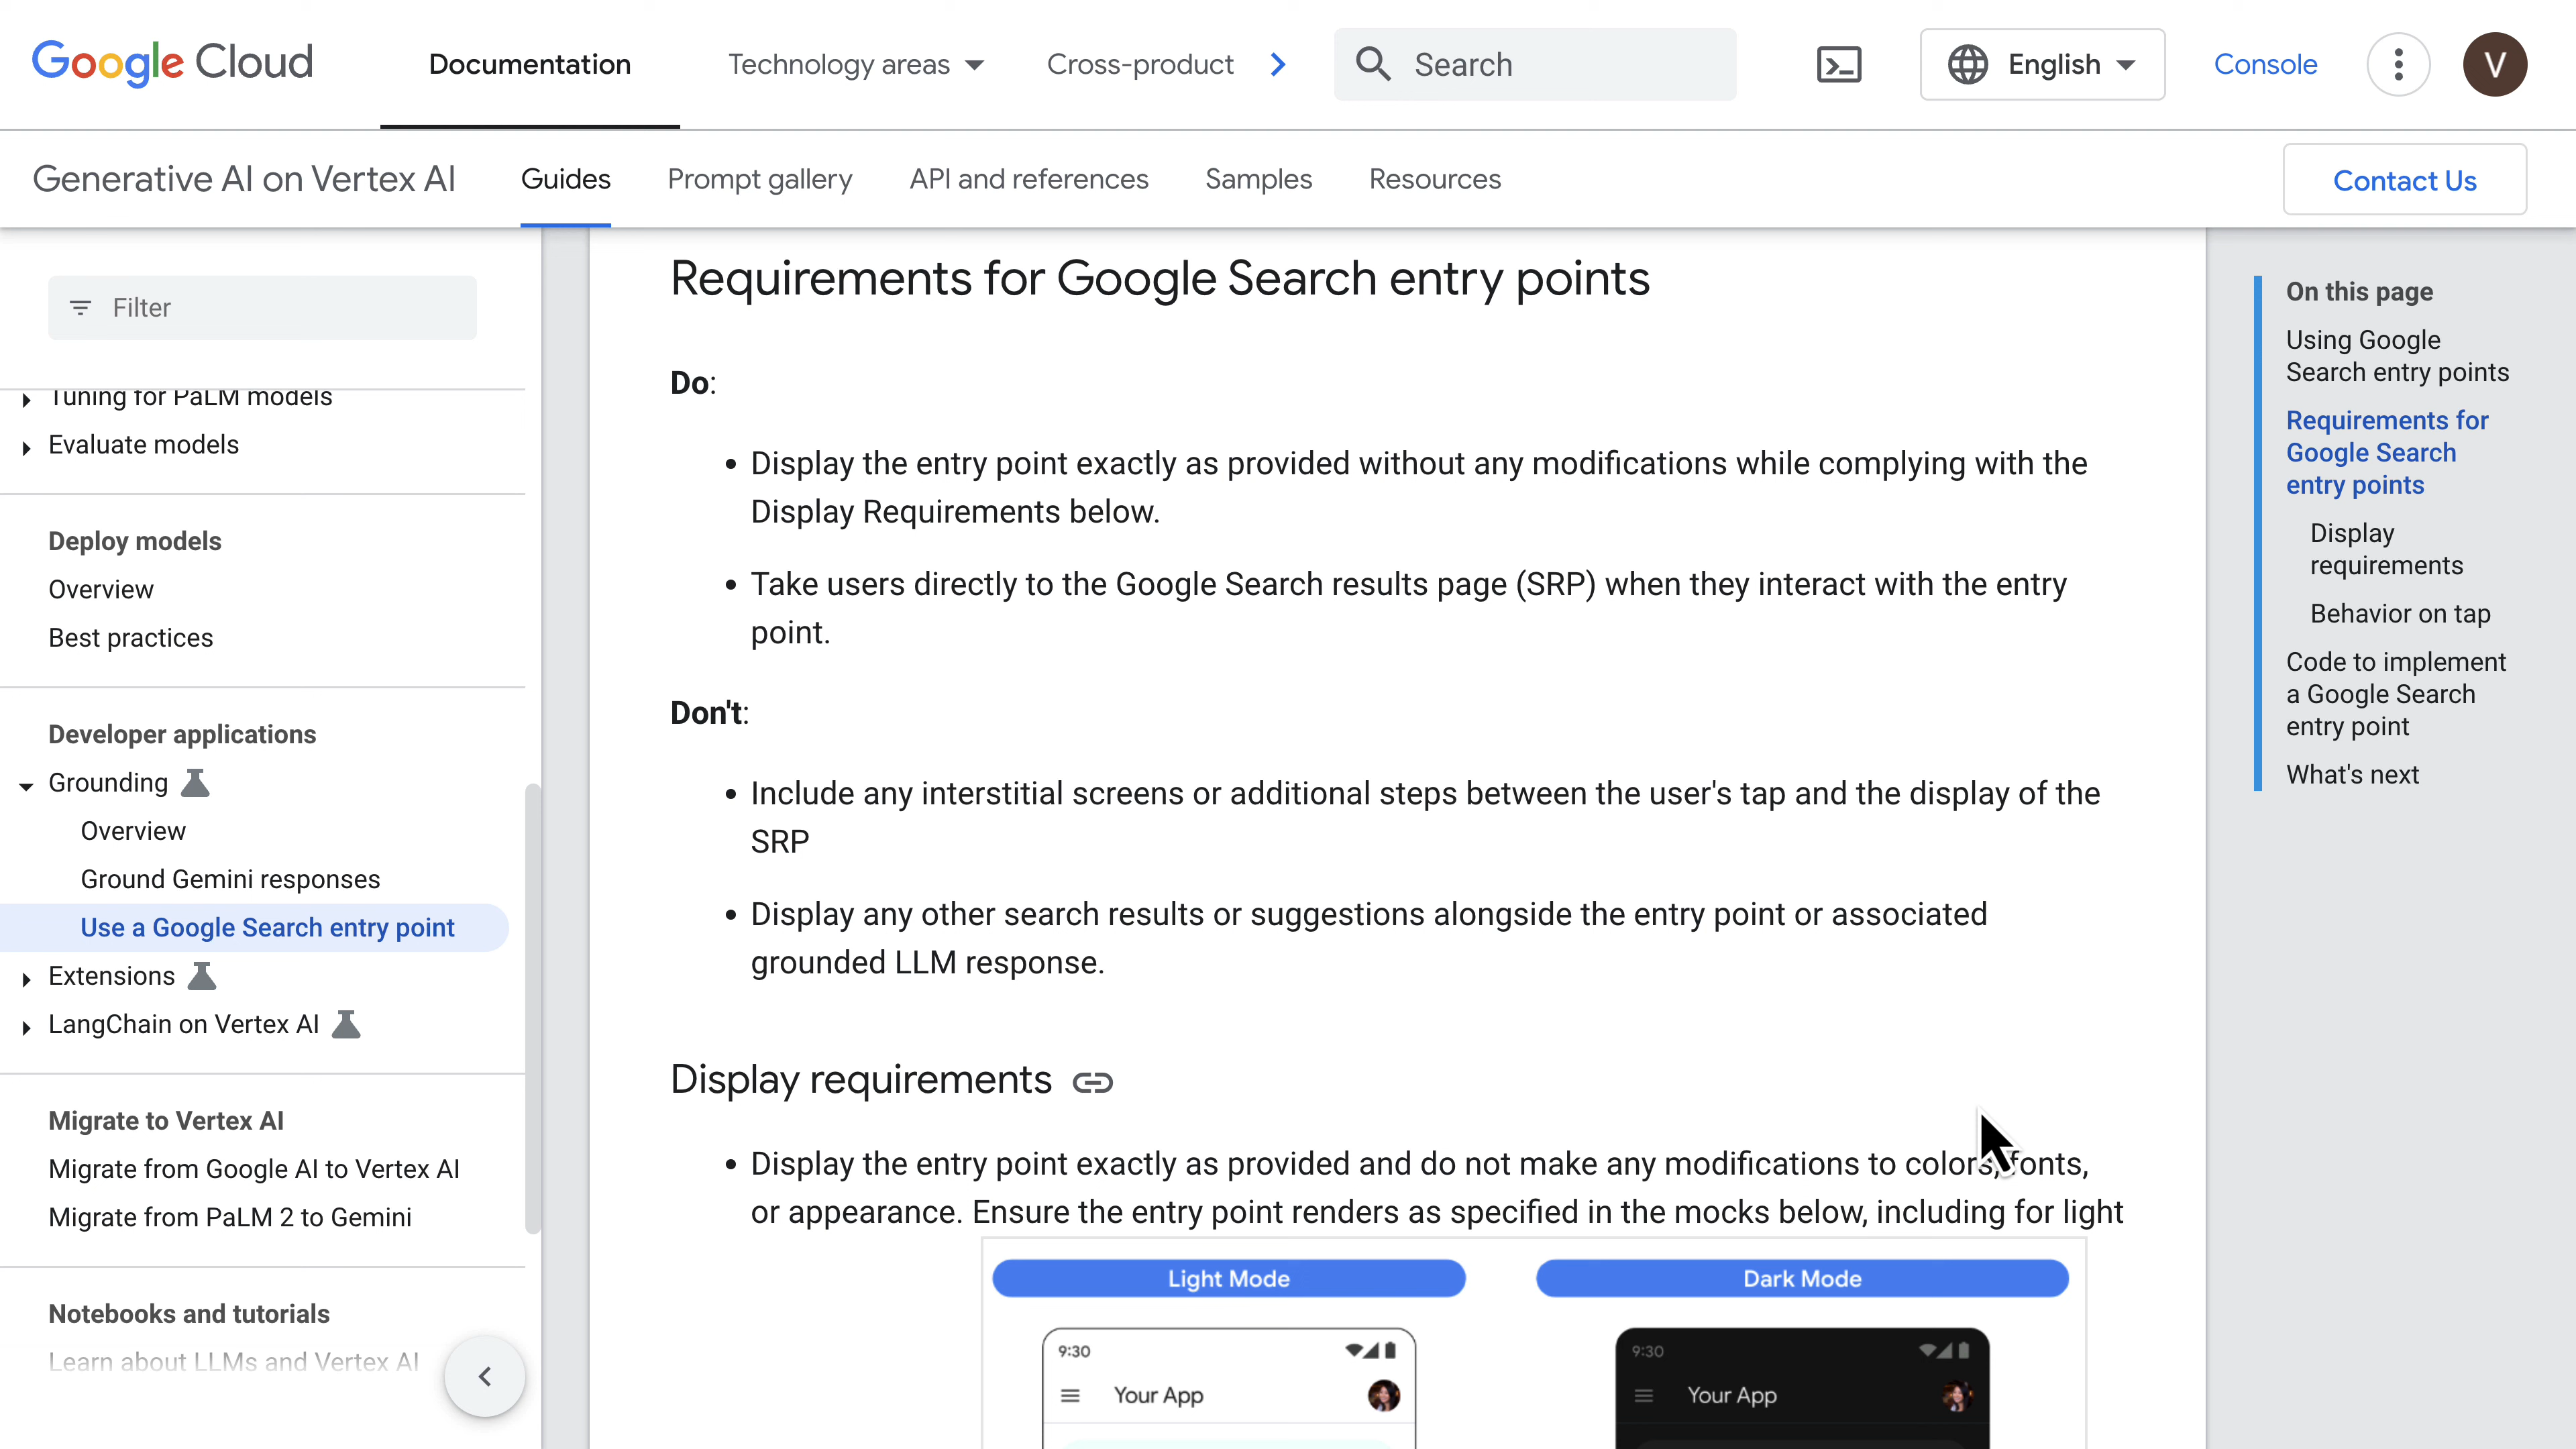 Google Cloud
Documentation
Technology areas
Cross-product
Search
English
Console
V
Generative AI on Vertex AI
Guides
Prompt gallery
API and references
Samples
Resources
Contact Us
Filter
Tuning for PaLM models
Evaluate models
Deploy models
Overview
Best practices
Developer applications
Grounding
Overview
Ground Gemini responses
Use a Google Search entry point
Extensions
LangChain on Vertex AI
Migrate to Vertex AI
Migrate from Google AI to Vertex AI
Migrate from PaLM 2 to Gemini
Notebooks and tutorials
Learn about LLMs and Vertex AI
Requirements for Google Search entry points
Do:
• Display the entry point exactly as provided without any modifications while complying with the
Display Requirements below.
• Take users directly to the Google Search results page (SRP) when they interact with the entry
point.
Don't:
• Include any interstitial screens or additional steps between the user's tap and the display of the
SRP
• Display any other search results or suggestions alongside the entry point or associated
grounded LLM response.
Display requirements
• Display the entry point exactly as provided and do not make any modifications to colors, fonts,
or appearance. Ensure the entry point renders as specified in the mocks below, including for light
Light Mode
Dark Mode
9:30
Your App
9:30
Your App
On this page
Using Google
Search entry points
Requirements for
Google Search
entry points
Display
requirements
Behavior on tap
Code to implement
a Google Search
entry point
What's next